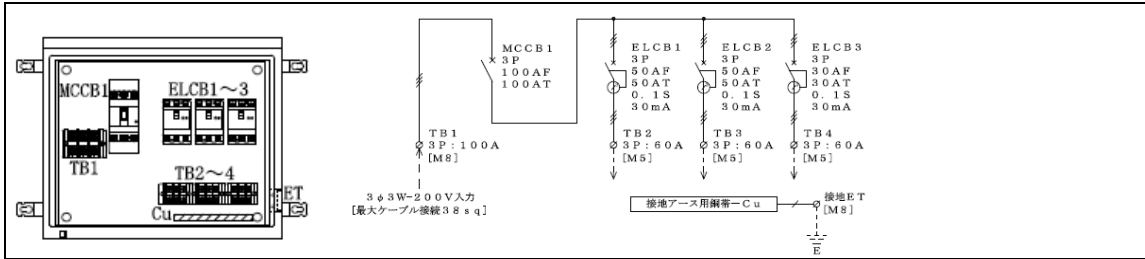 MCCB1
ELCB1～3
TB1
TB2～4
ET
Cu
MCCB1
3P
100AF
100AT
ELCB1
3P
50AF
50AT
0.1S
30mA
ELCB2
3P
50AF
50AT
0.1S
30mA
ELCB3
3P
30AF
30AT
0.1S
30mA
TB1
3P:100A
[M8]
TB2
3P:60A
[M5]
TB3
3P:60A
[M5]
TB4
3P:60A
[M5]
3φ3W-200V入力
[最大ケーブル接続38sq]
接地アース用銅帯-Cu
接地ET
[M8]
E